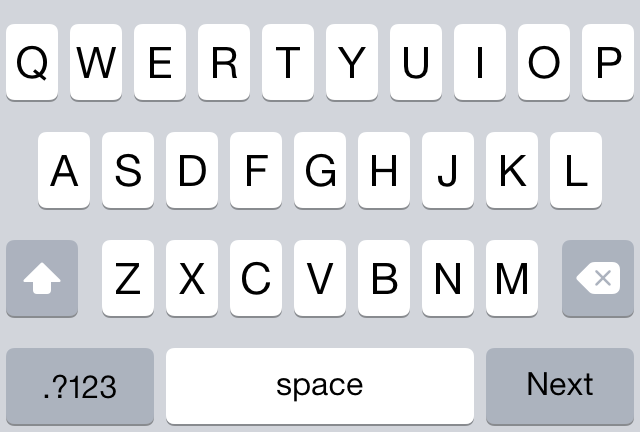 Q W E R T Y U I O P
A S D F G H J K L
Z X C V B N M
.?123 space Next